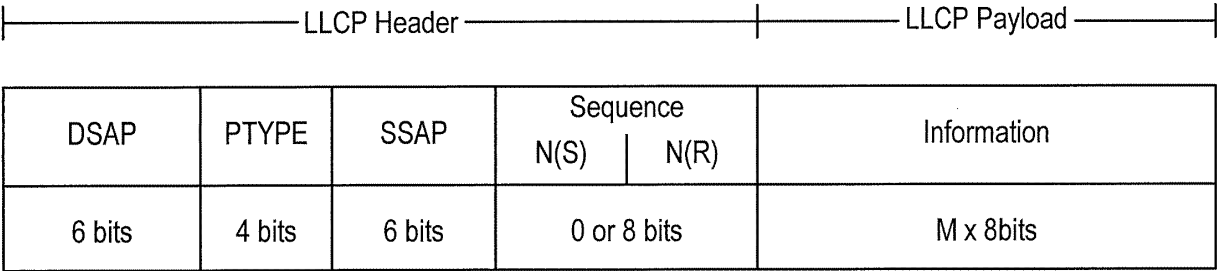 LLCP Header LLCP Payload
DSAP PTYPE SSAP Sequence Information
N(S) N(R)
6 bits 4 bits 6 bits 0 or 8 bits M x 8bits